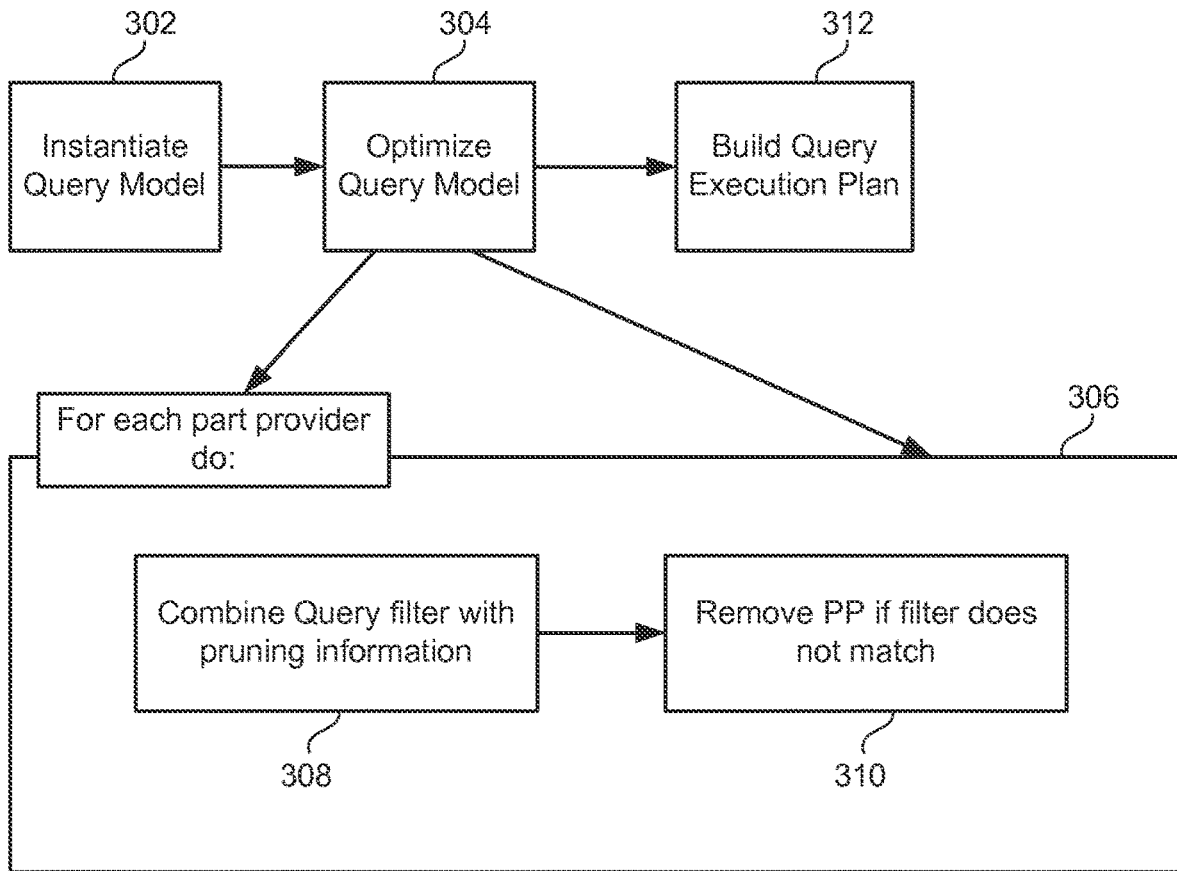 302
304
312
Instantiate
Query Model
Optimize
Query Model
Build Query
Execution Plan
For each part provider
do:
306
Combine Query filter with
pruning information
Remove PP if filter does
not match
308
310